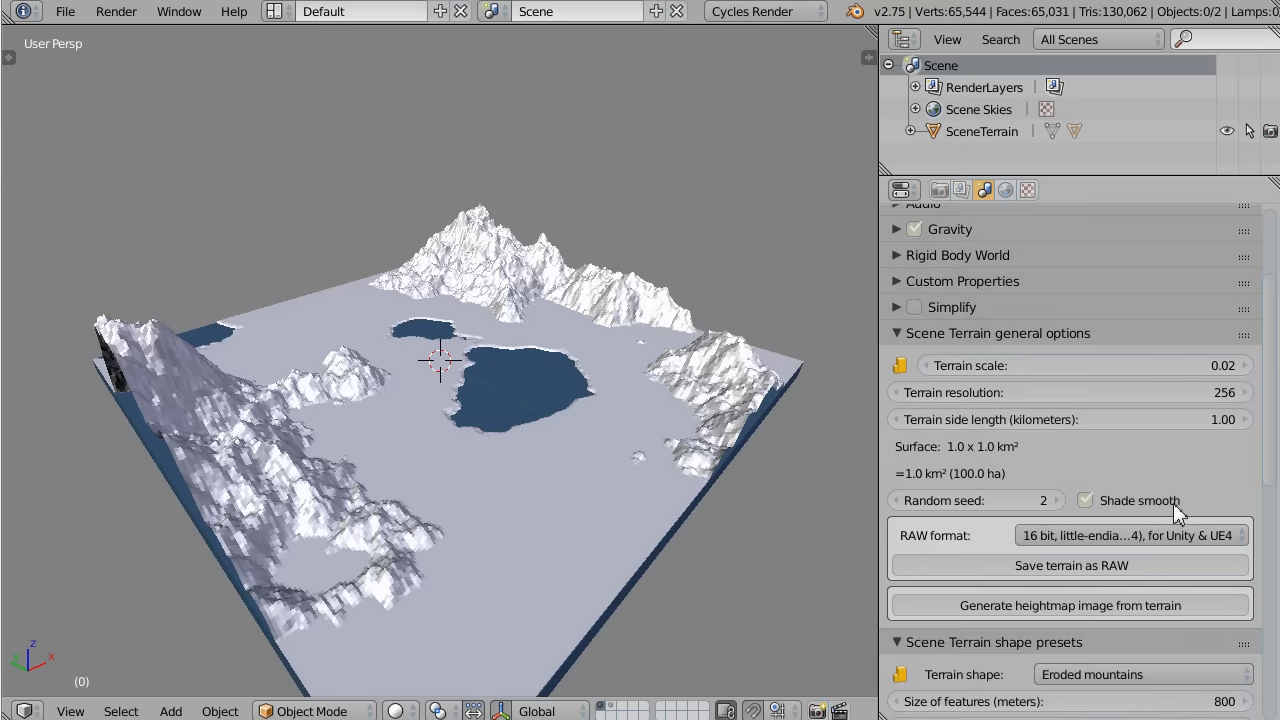 File Render Window Help Default Scene Cycles Render v2.75 | Verts:65,544 | Faces:65,031 | Tris:130,062 | Objects:0/2 | Lamps:0
User Persp
View Search All Scenes
Scene
RenderLayers
Scene Skies
SceneTerrain
Audio
Gravity
Rigid Body World
Custom Properties
Simplify
Scene Terrain general options
Terrain scale: 0.02
Terrain resolution: 256
Terrain side length (kilometers): 1.00
Surface: 1.0 x 1.0 km²
=1.0 km² (100.0 ha)
Random seed: 2 Shade smooth
RAW format: 16 bit, little-endia...4), for Unity & UE4
Save terrain as RAW
Generate heightmap image from terrain
Scene Terrain shape presets
Terrain shape: Eroded mountains
Size of features (meters): 800
z
y x
(0)
View Select Add Object Object Mode Global